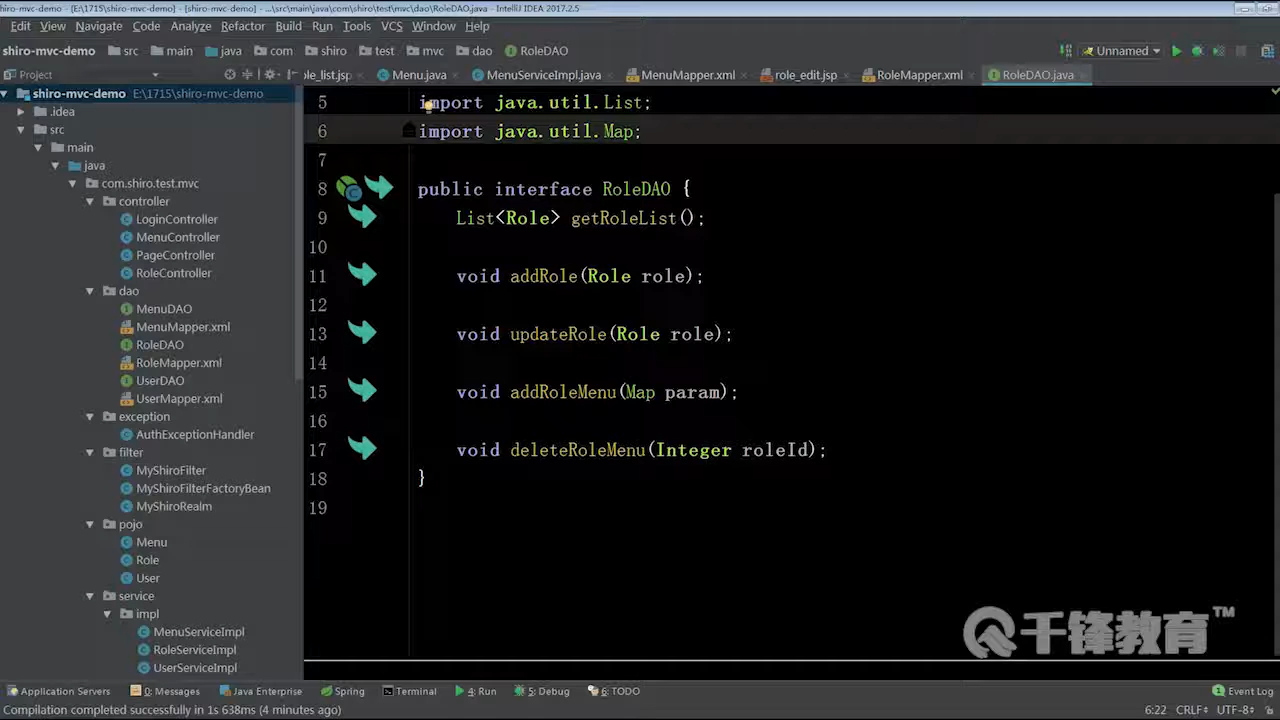 shiro-mvc-demo - [E:\1715\shiro-mvc-demo] - [shiro-mvc-demo] - ...\src\main\java\com\shiro\test\mvc\dao\RoleDAO.java - IntelliJ IDEA 2017.2.5
Edit View Navigate Code Analyze Refactor Build Run Tools VCS Window Help
shiro-mvc-demo src main java com shiro test mvc dao RoleDAO Unnamed
Project le_list.jsp Menu.java MenuServiceImpl.java MenuMapper.xml role_edit.jsp RoleMapper.xml RoleDAO.java
shiro-mvc-demo E:\1715\shiro-mvc-demo
.idea
src
main
java
com.shiro.test.mvc
controller
LoginController
MenuController
PageController
RoleController
dao
MenuDAO
MenuMapper.xml
RoleDAO
RoleMapper.xml
UserDAO
UserMapper.xml
exception
AuthExceptionHandler
filter
MyShiroFilter
MyShiroFilterFactoryBean
MyShiroRealm
pojo
Menu
Role
User
service
impl
MenuServiceImpl
RoleServiceImpl
UserServiceImpl
5 import java.util.List;
6 import java.util.Map;
7
8 public interface RoleDAO {
9 List<Role> getRoleList();
10
11 void addRole(Role role);
12
13 void updateRole(Role role);
14
15 void addRoleMenu(Map param);
16
17 void deleteRoleMenu(Integer roleId);
18 }
19
千锋教育™
Application Servers 0: Messages Java Enterprise Spring Terminal 4: Run 5: Debug 6: TODO Event Log
Compilation completed successfully in 1s 638ms (4 minutes ago) 6:22 CRLF UTF-8